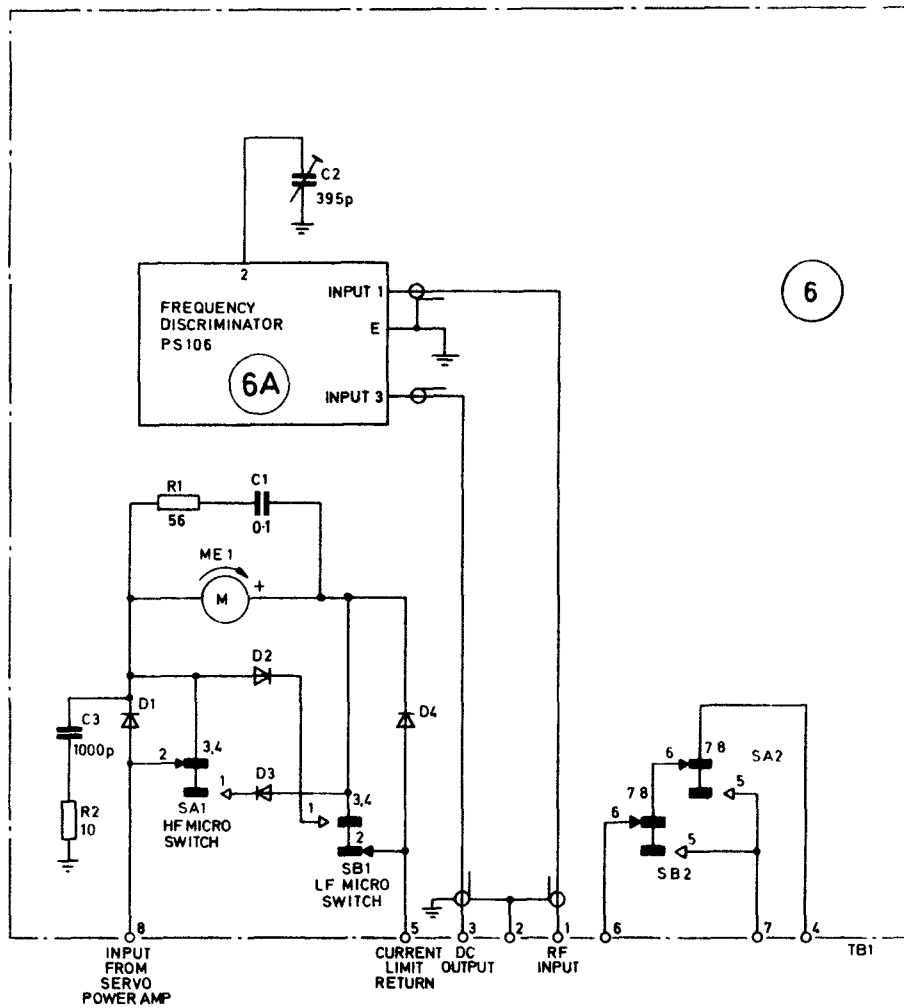 C2
395p
2
INPUT 1
FREQUENCY
DISCRIMINATOR
PS106
E
6
6A
INPUT 3
R1
C1
56
0·1
ME 1
+
M
D2
D1
D4
C3
1000p
2
3,4
7 8
6
SA2
1
D3
5
SA1
3,4
7 8
1
6
HF MICRO
SWITCH
R2
10
2
5
SB1
SB2
LF MICRO
SWITCH
8
5
3
2
1
6
7
4
TB1
INPUT
FROM
SERVO
POWER AMP
CURRENT
LIMIT
RETURN
DC
OUTPUT
RF
INPUT